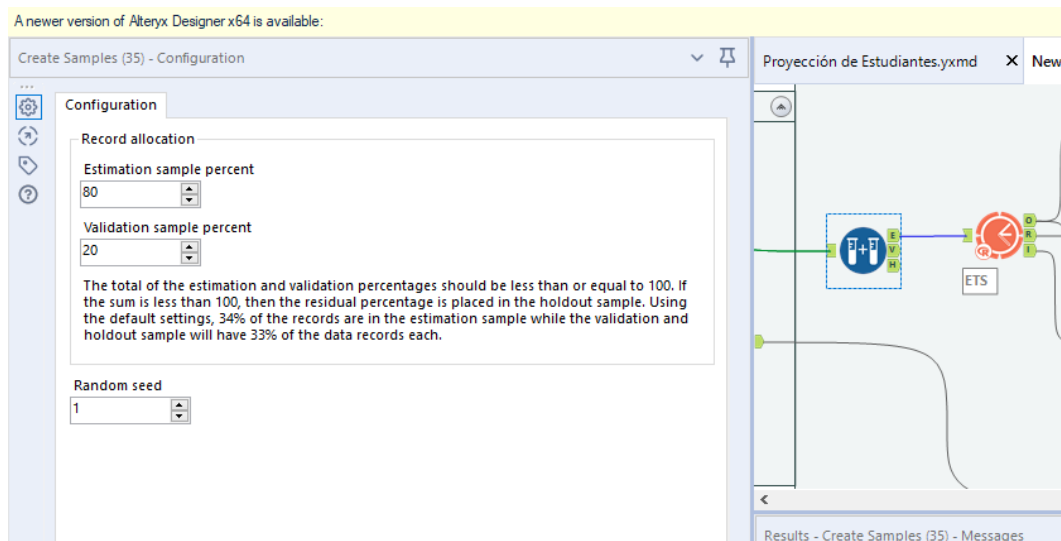 A newer version of Alteryx Designer x64 is available:
Create Samples (35) - Configuration
Proyección de Estudiantes.yxmd
New
Configuration
Record allocation
Estimation sample percent
80
Validation sample percent
20
The total of the estimation and validation percentages should be less than or equal to 100. If
the sum is less than 100, then the residual percentage is placed in the holdout sample. Using
the default settings, 34% of the records are in the estimation sample while the validation and
holdout sample will have 33% of the data records each.
Random seed
1
E
V
H
O
R
I
ETS
Results - Create Samples (35) - Messages